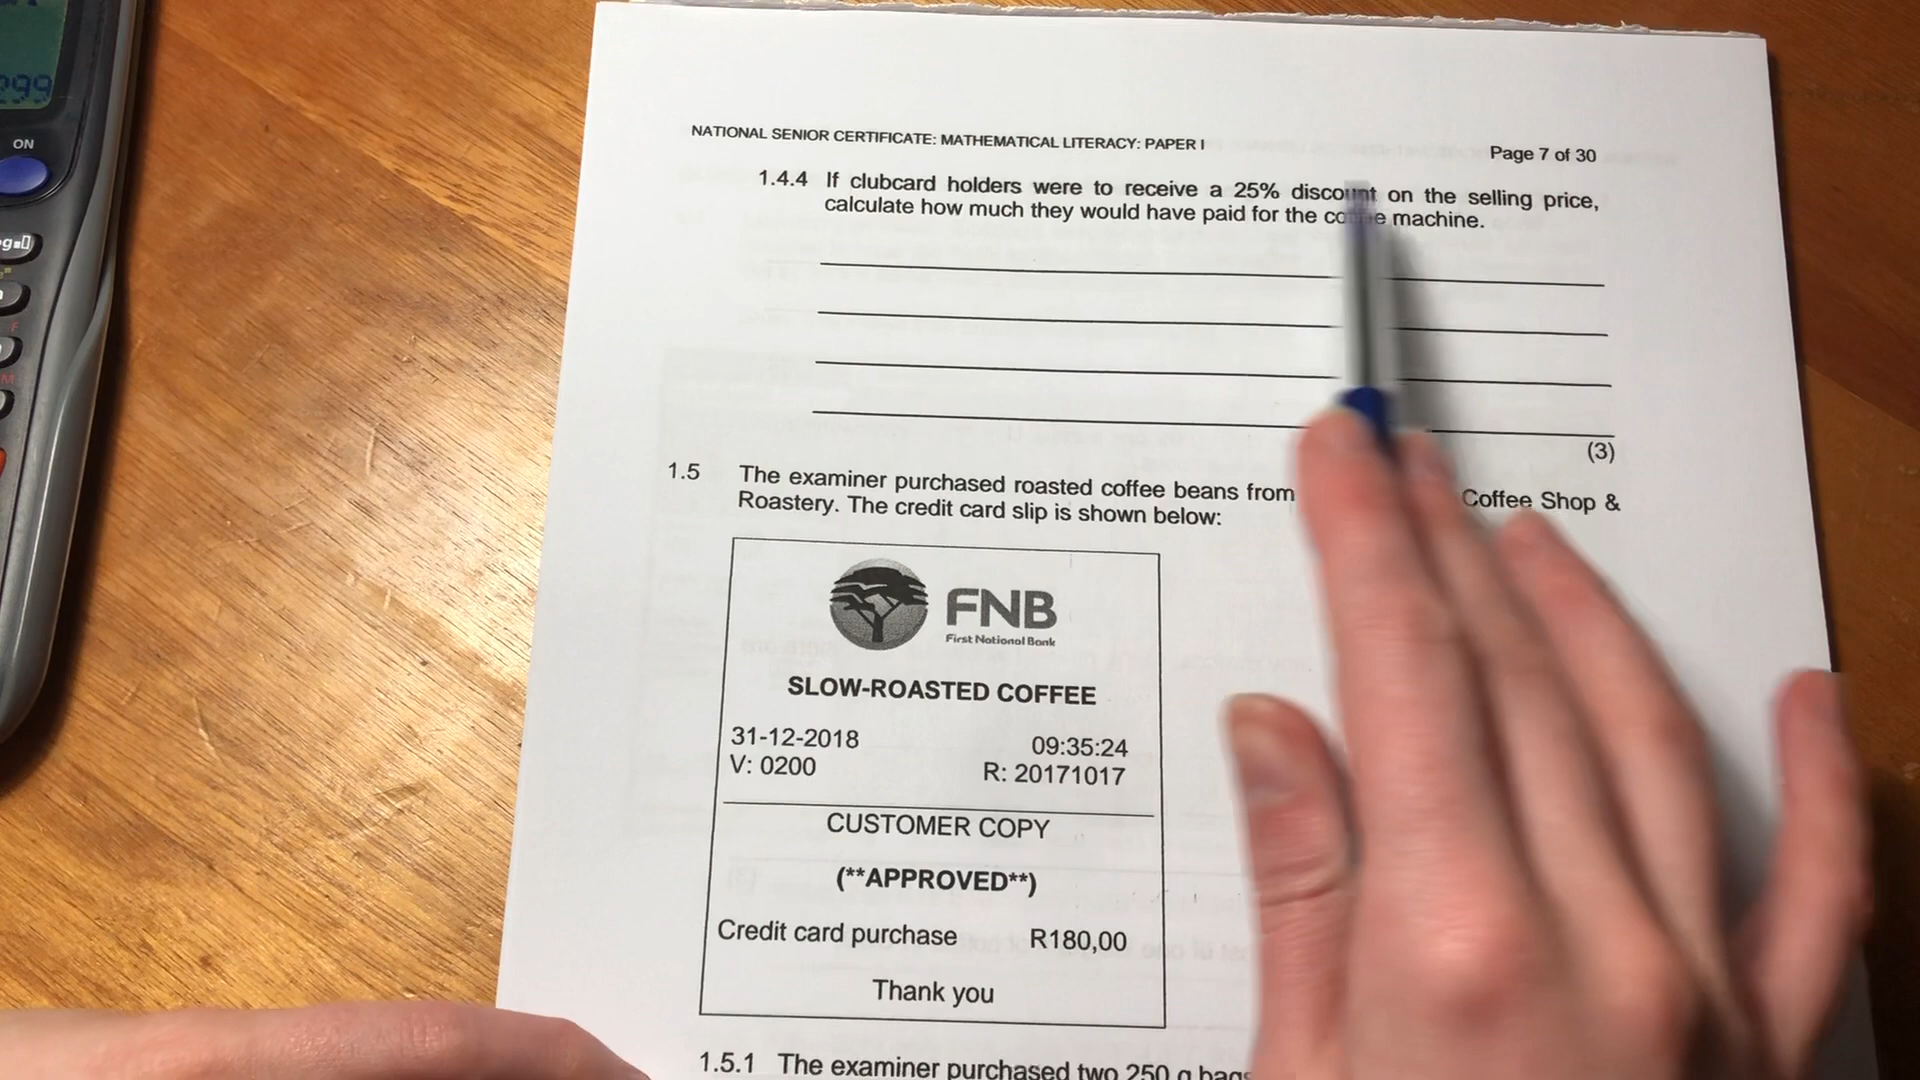 299
ON
NATIONAL SENIOR CERTIFICATE: MATHEMATICAL LITERACY: PAPER I
Page 7 of 30
1.4.4 If clubcard holders were to receive a 25% discount on the selling price,
calculate how much they would have paid for the coffee machine.
(3)
1.5 The examiner purchased roasted coffee beans from Coffee Shop &
Roastery. The credit card slip is shown below:
FNB
First National Bank
SLOW-ROASTED COFFEE
31-12-2018 09:35:24
V: 0200 R: 20171017
CUSTOMER COPY
(**APPROVED**)
Credit card purchase R180,00
Thank you
1.5.1 The examiner purchased two 250 g bags